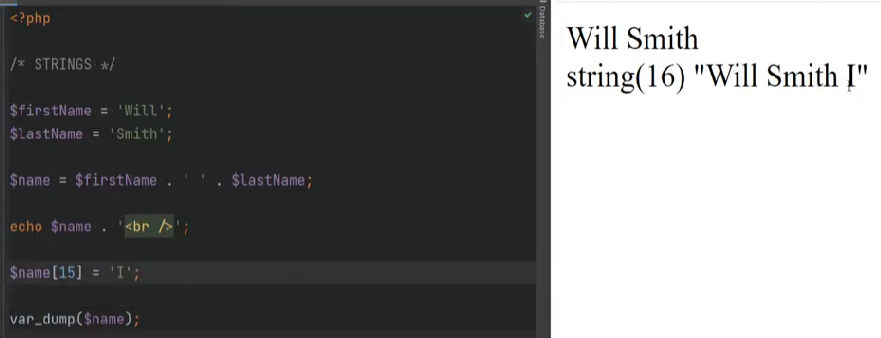 <?php
/* STRINGS */
$firstName = 'Will';
$lastName = 'Smith';
$name = $firstName . ' ' . $lastName;
echo $name . '<br />';
$name[15] = 'I';
var_dump($name);
Database
Will Smith
string(16) "Will Smith I"